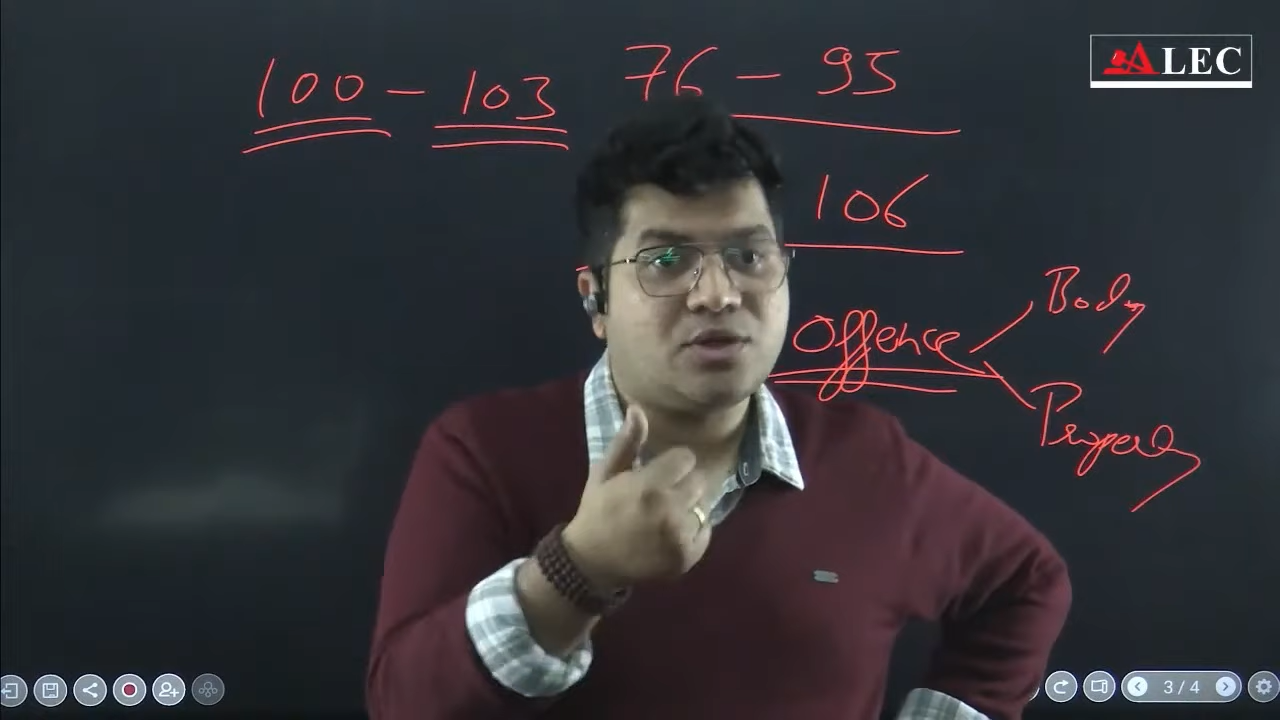 ALEC
100 - 103
76 - 95
106
Offence
Body
Property
3 / 4